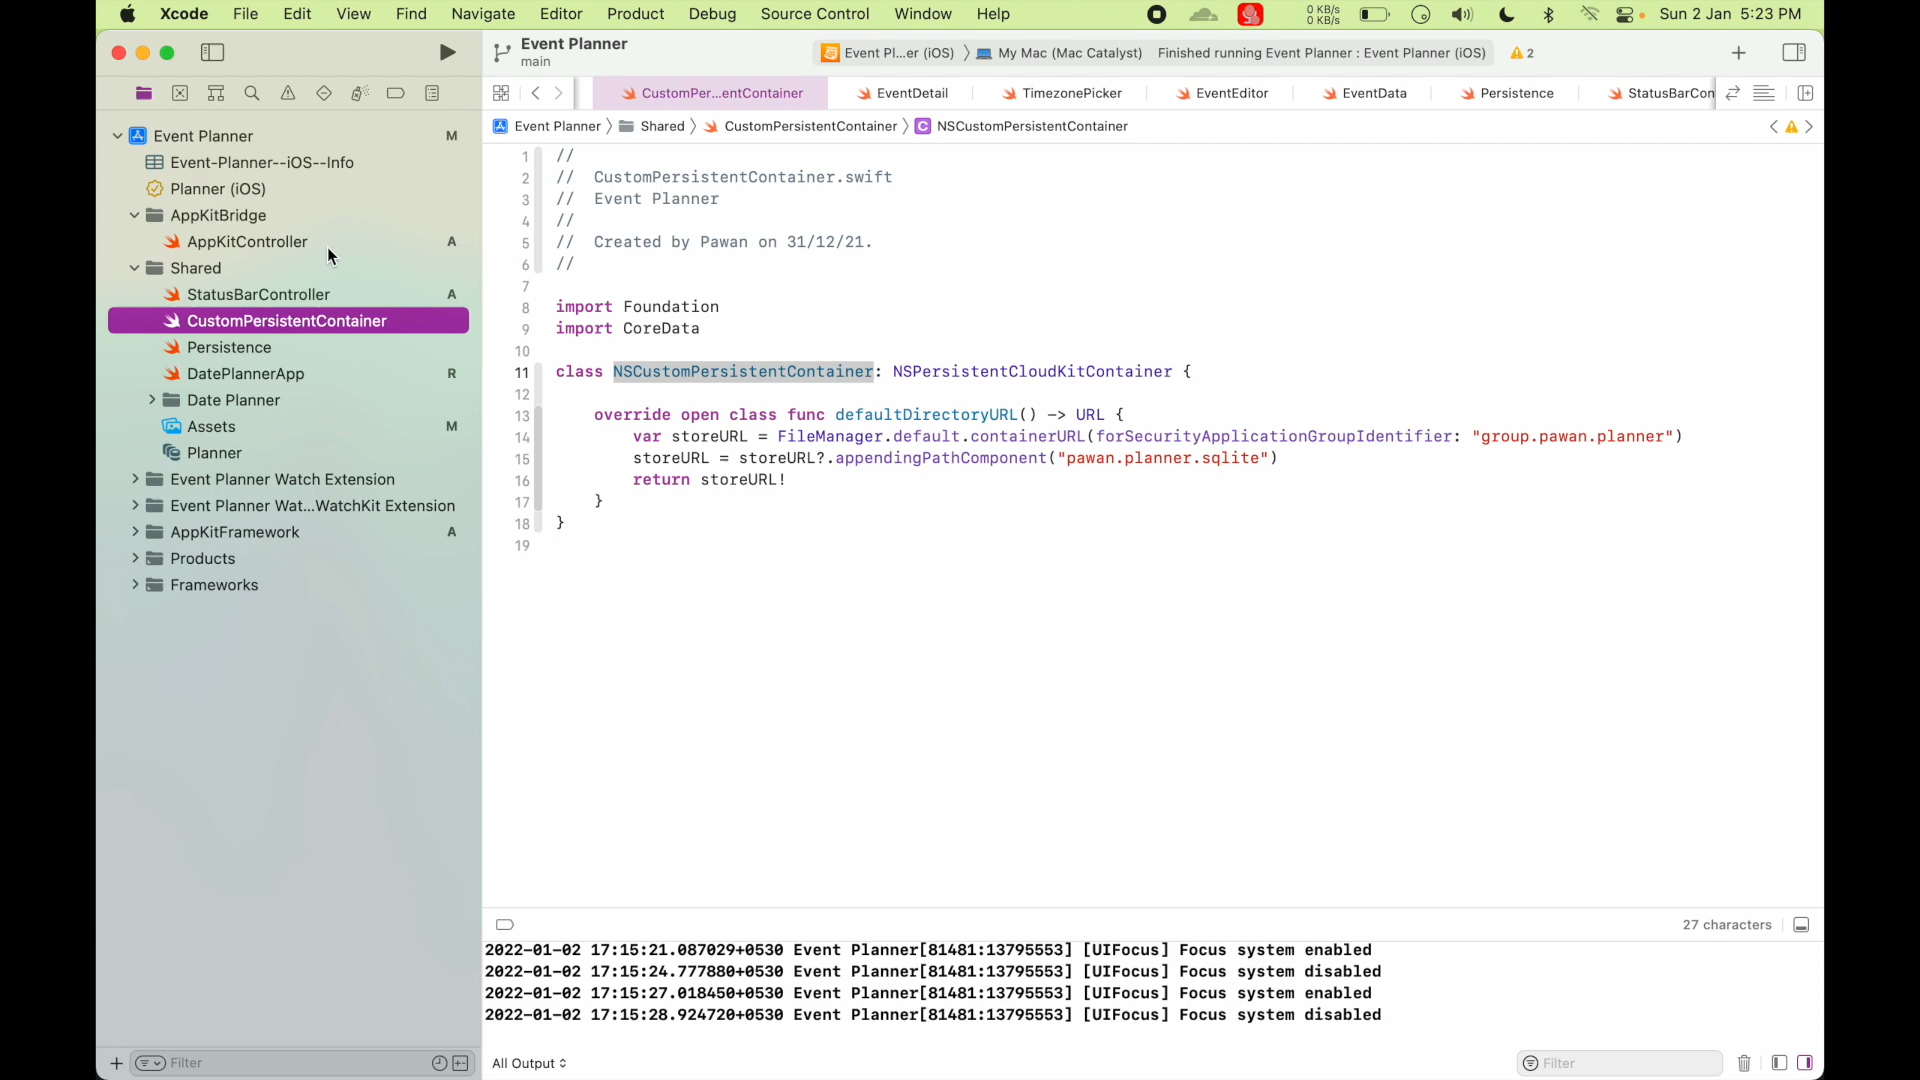 Xcode File Edit View Find Navigate Editor Product Debug Source Control Window Help 0 KB/s 0 KB/s Sun 2 Jan 5:23 PM
Event Planner
main
Event Pl...er (iOS) My Mac (Mac Catalyst) Finished running Event Planner : Event Planner (iOS) 2
CustomPer...entContainer EventDetail TimezonePicker EventEditor EventData Persistence StatusBarCon
Event Planner Shared CustomPersistentContainer C NSCustomPersistentContainer
Event Planner M
Event-Planner--iOS--Info
Planner (iOS)
AppKitBridge
AppKitController A
Shared
StatusBarController A
CustomPersistentContainer
Persistence
DatePlannerApp R
Date Planner
Assets M
Planner
Event Planner Watch Extension
Event Planner Wat...WatchKit Extension
AppKitFramework A
Products
Frameworks
Filter
1 //
2 // CustomPersistentContainer.swift
3 // Event Planner
4 //
5 // Created by Pawan on 31/12/21.
6 //
7
8 import Foundation
9 import CoreData
10
11 class NSCustomPersistentContainer: NSPersistentCloudKitContainer {
12
13 override open class func defaultDirectoryURL() -> URL {
14 var storeURL = FileManager.default.containerURL(forSecurityApplicationGroupIdentifier: "group.pawan.planner")
15 storeURL = storeURL?.appendingPathComponent("pawan.planner.sqlite")
16 return storeURL!
17 }
18 }
19
27 characters
2022-01-02 17:15:21.087029+0530 Event Planner[81481:13795553] [UIFocus] Focus system enabled
2022-01-02 17:15:24.777880+0530 Event Planner[81481:13795553] [UIFocus] Focus system disabled
2022-01-02 17:15:27.018450+0530 Event Planner[81481:13795553] [UIFocus] Focus system enabled
2022-01-02 17:15:28.924720+0530 Event Planner[81481:13795553] [UIFocus] Focus system disabled
All Output Filter